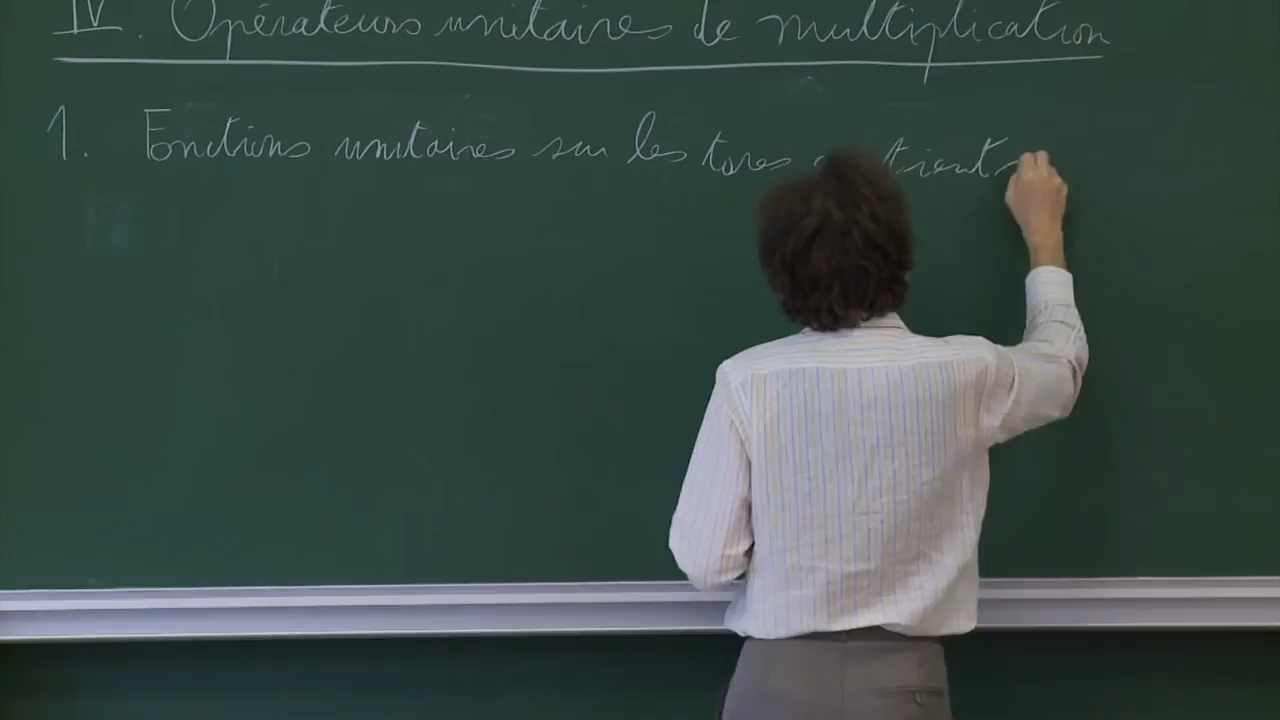 IV. Opérateurs unitaires de multiplication
1. Fonctions unitaires sur les tores